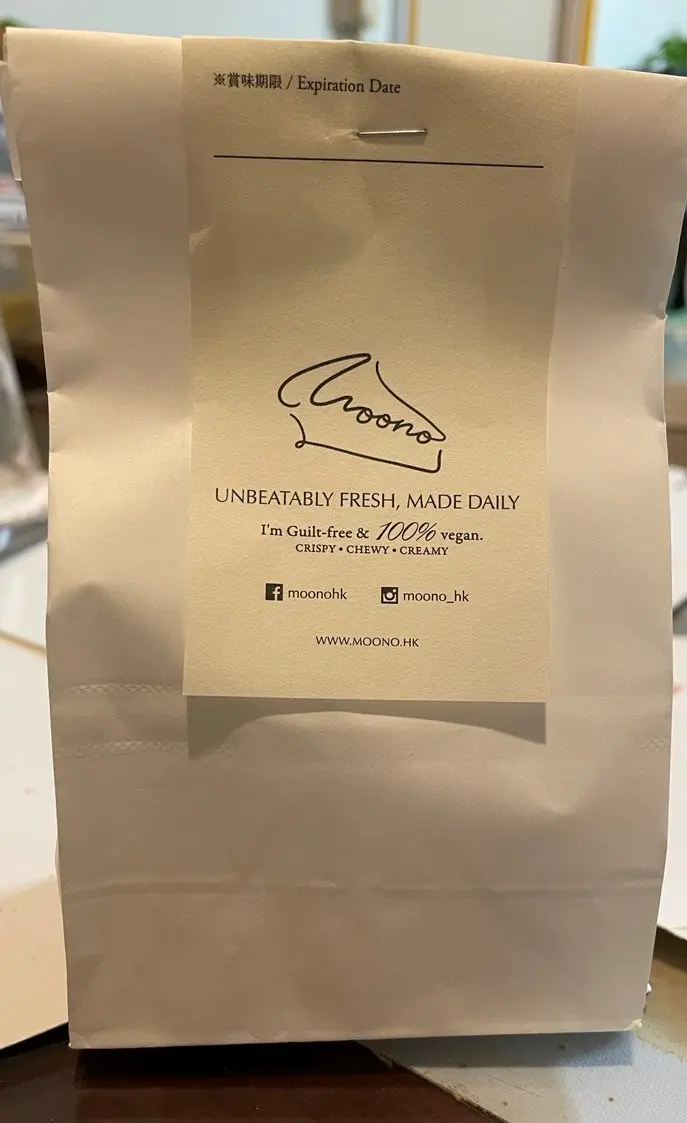 ※賞味期限 / Expiration Date
Moono
UNBEATABLY FRESH, MADE DAILY
I'm Guilt-free & 100% vegan.
CRISPY • CHEWY • CREAMY
moonohk moono_hk
WWW.MOONO.HK